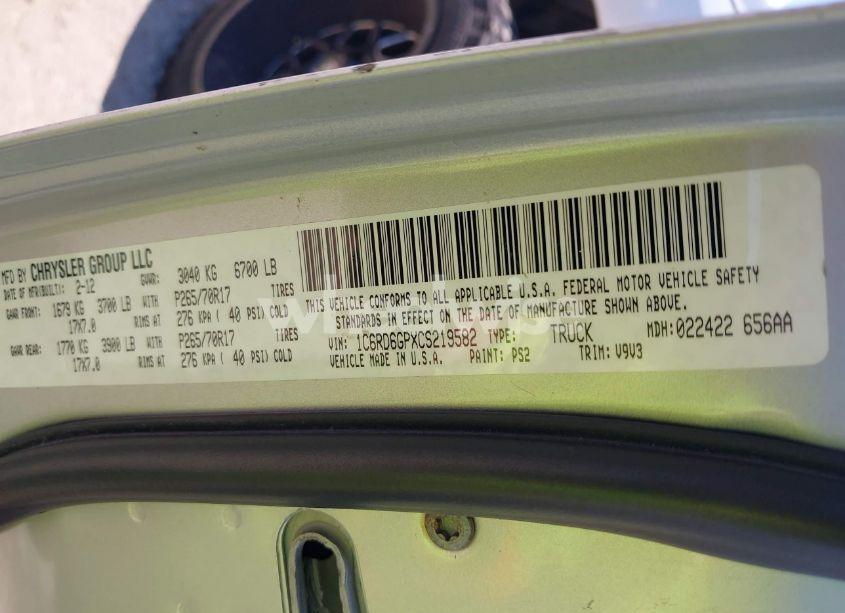 MFD BY CHRYSLER GROUP LLC
DATE OF MFR(BUILT): 2-12 GVWR: 3040 KG 6700 LB
GAWR FRONT: 1679 KG 3700 LB WITH P265/70R17 TIRES
17X7.0 RIMS AT 276 KPA ( 40 PSI) COLD
GAWR REAR: 1770 KG 3900 LB WITH P265/70R17 TIRES
17X7.0 RIMS AT 276 KPA ( 40 PSI) COLD
THIS VEHICLE CONFORMS TO ALL APPLICABLE U.S.A. FEDERAL MOTOR VEHICLE SAFETY
STANDARDS IN EFFECT ON THE DATE OF MANUFACTURE SHOWN ABOVE.
VIN: 1C6RD6GPXCS219582 TYPE: TRUCK MDH: 022422 656AA
VEHICLE MADE IN U.S.A. PAINT: PS2 TRIM: V9V3